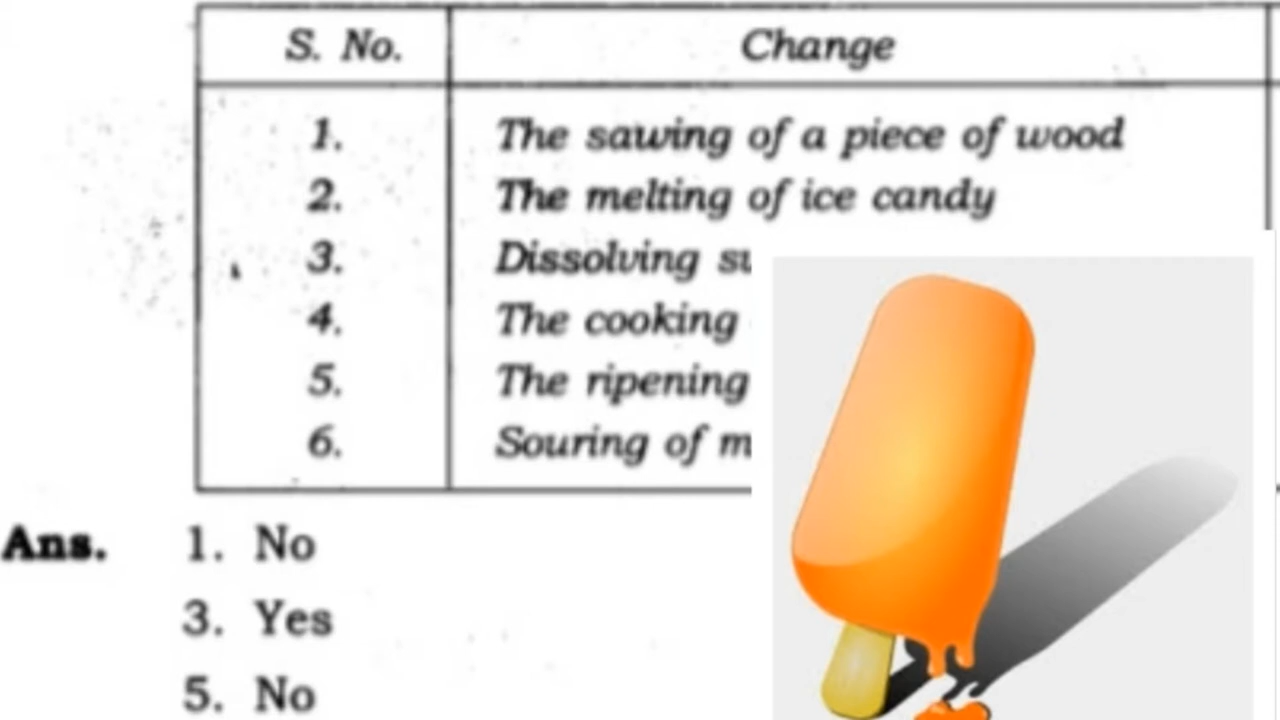 S. No. Change
1. The sawing of a piece of wood
2. The melting of ice candy
3. Dissolving
4. The cooking
5. The ripening
6. Souring of
Ans. 1. No
3. Yes
5. No